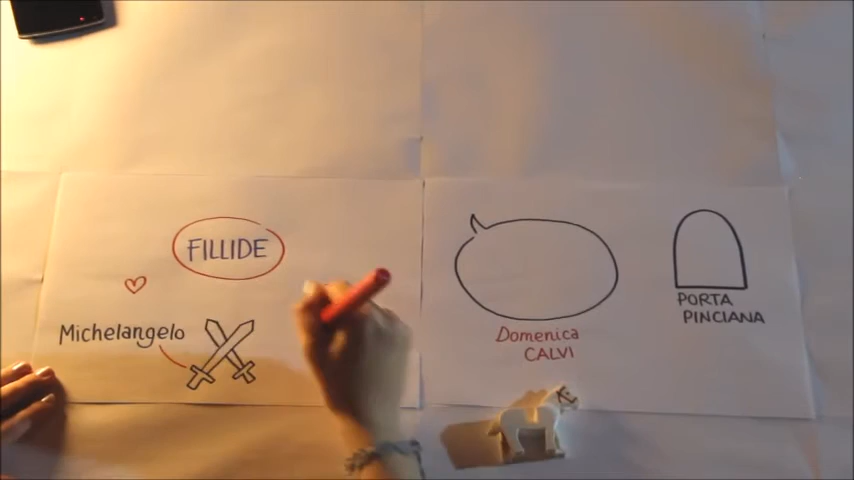 FILLIDE
Michelangelo
Domenica
CALVI
PORTA
PINCIANA